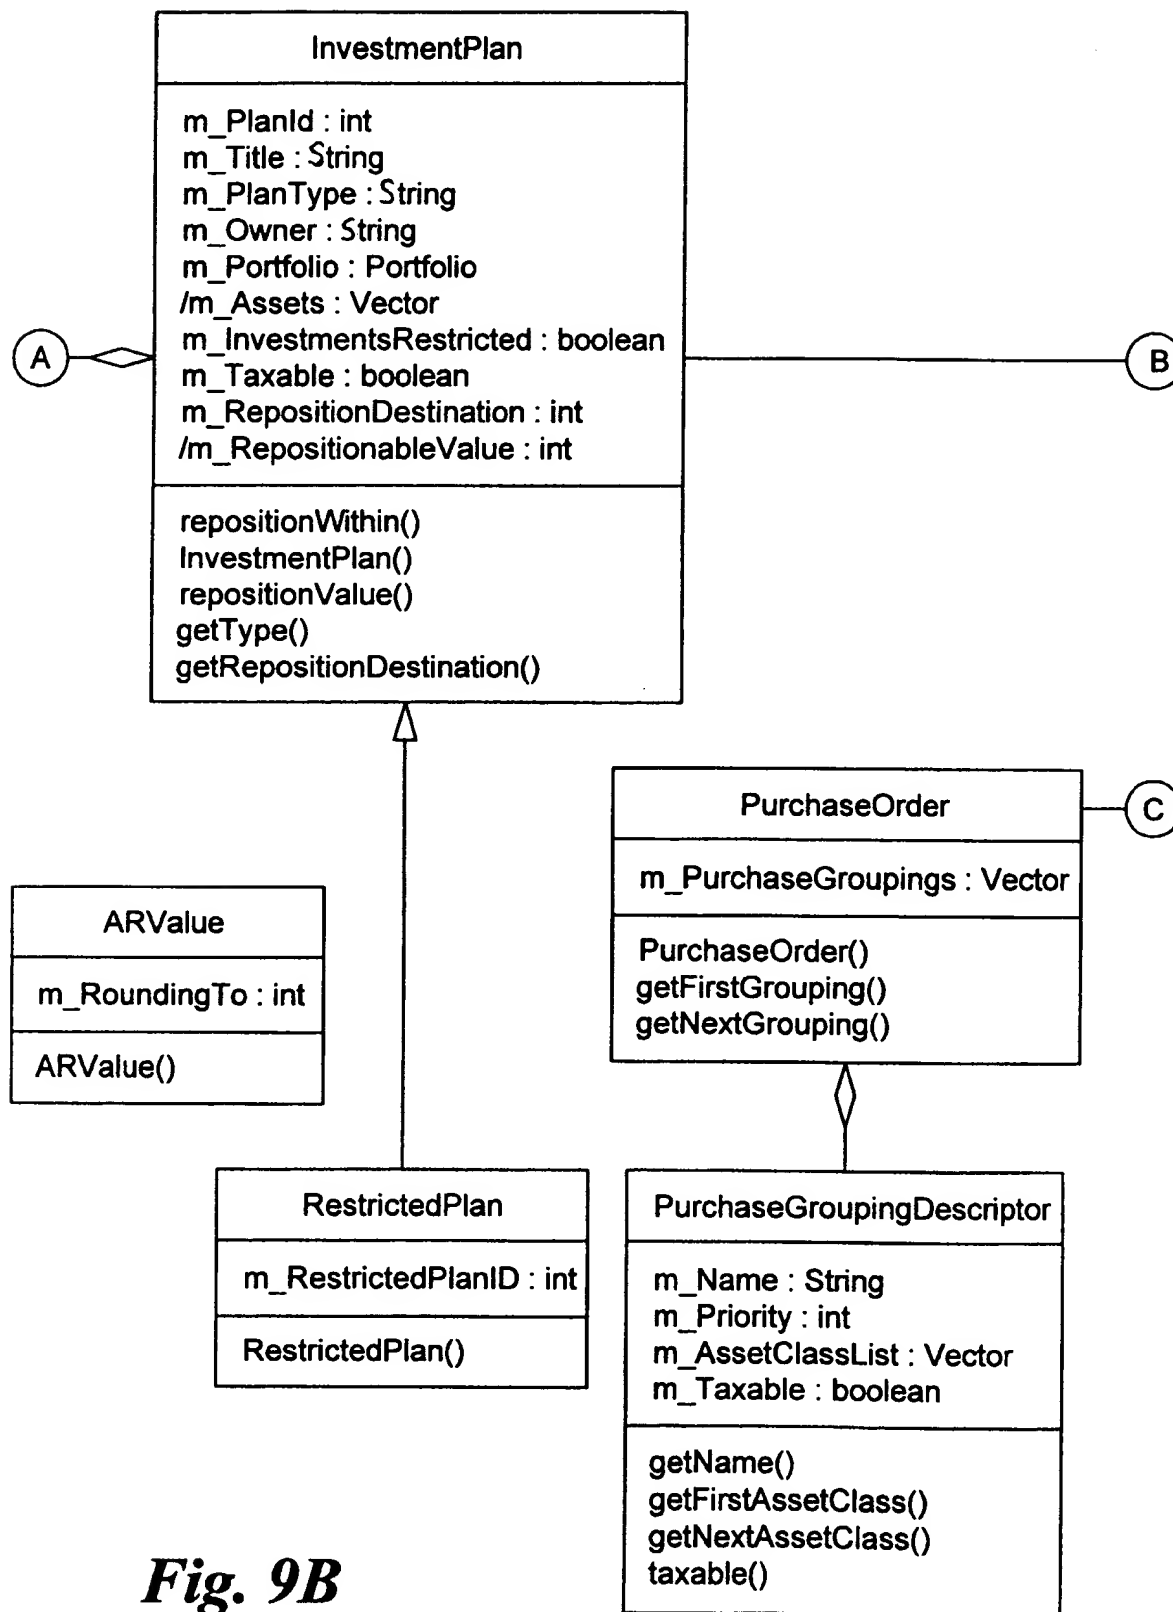 InvestmentPlan
m_PlanId : int
m_Title : String
m_PlanType : String
m_Owner : String
m_Portfolio : Portfolio
/m_Assets : Vector
m_InvestmentsRestricted : boolean
m_Taxable : boolean
m_RepositionDestination : int
/m_RepositionableValue : int
repositionWithin()
InvestmentPlan()
repositionValue()
getType()
getRepositionDestination()
A
B
PurchaseOrder
m_PurchaseGroupings : Vector
PurchaseOrder()
getFirstGrouping()
getNextGrouping()
C
ARValue
m_RoundingTo : int
ARValue()
RestrictedPlan
m_RestrictedPlanID : int
RestrictedPlan()
PurchaseGroupingDescriptor
m_Name : String
m_Priority : int
m_AssetClassList : Vector
m_Taxable : boolean
getName()
getFirstAssetClass()
getNextAssetClass()
taxable()
Fig. 9B